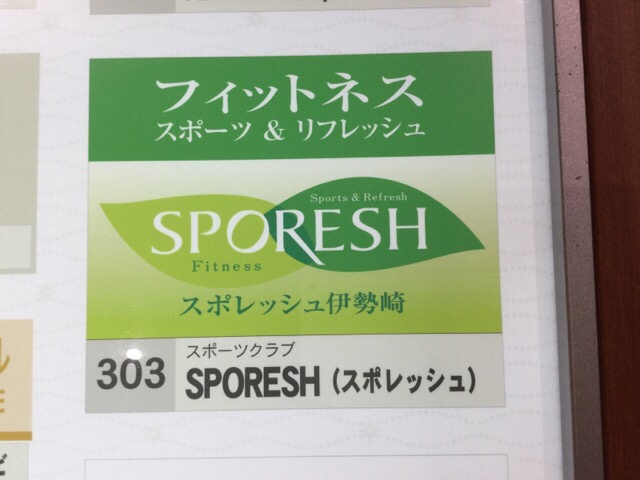 フィットネス
スポーツ & リフレッシュ
Sports & Refresh
SPORESH
Fitness
スポレッシュ伊勢崎
303
スポーツクラブ
SPORESH (スポレッシュ)